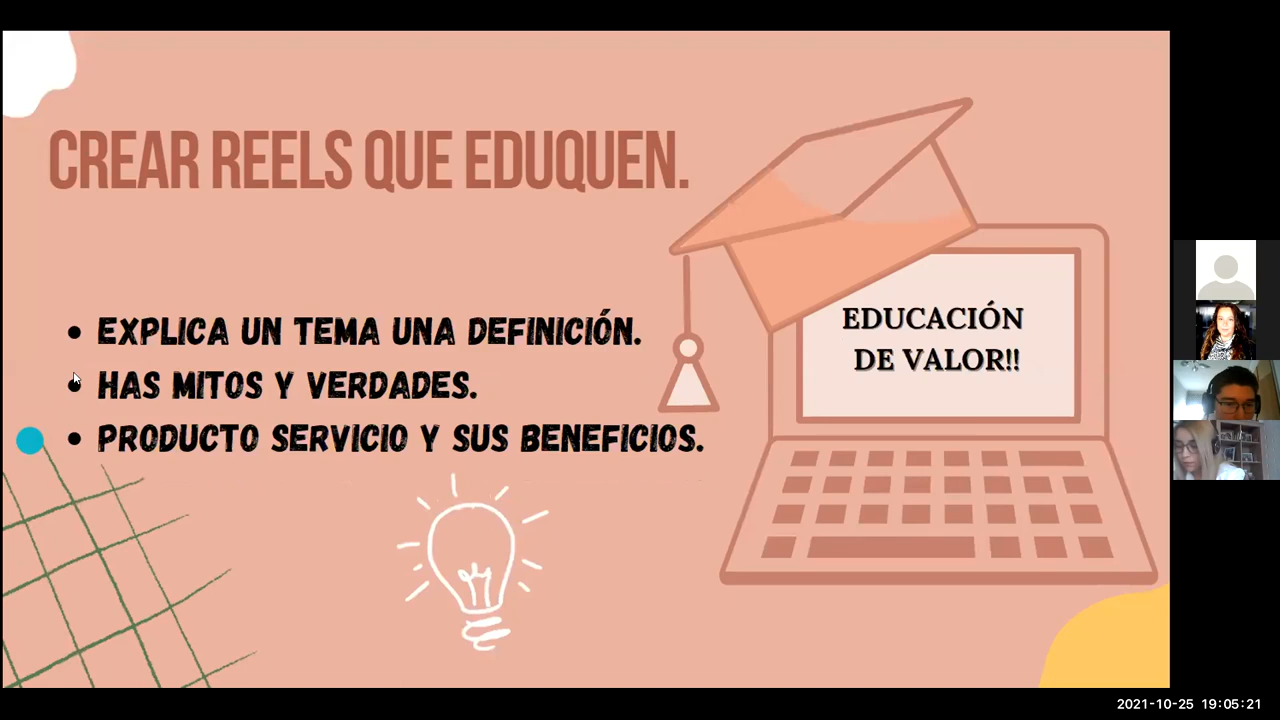 CREAR REELS QUE EDUQUEN.
EXPLICA UN TEMA UNA DEFINICIÓN.
HAS MITOS Y VERDADES.
PRODUCTO SERVICIO Y SUS BENEFICIOS.
EDUCACIÓN
DE VALOR!!
2021-10-25 19:05:21